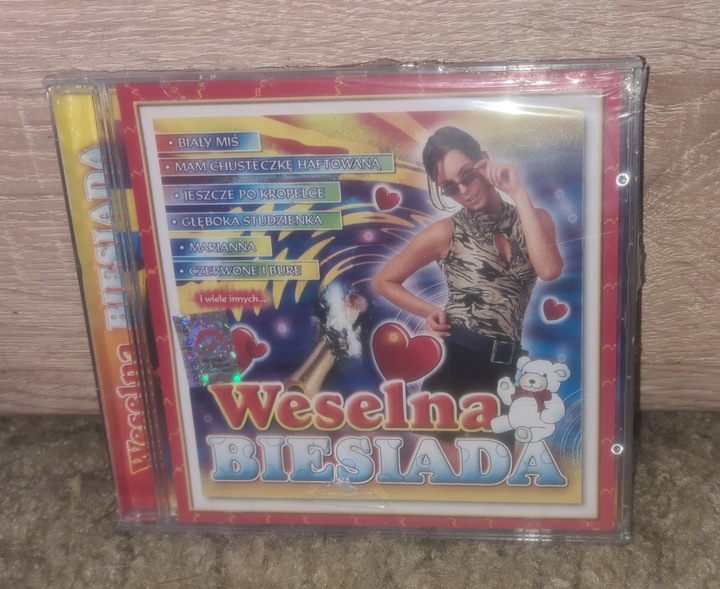 Weselna BIESIADA
• BIAŁY MIŚ
• MAM CHUSTECZKĘ HAFTOWANĄ
• JESZCZE PO KROPELCE
• GŁĘBOKA STUDZIENKA
• MARIANNA
• CZERWONE I BURE
i wiele innych...
Weselna
BIESIADA